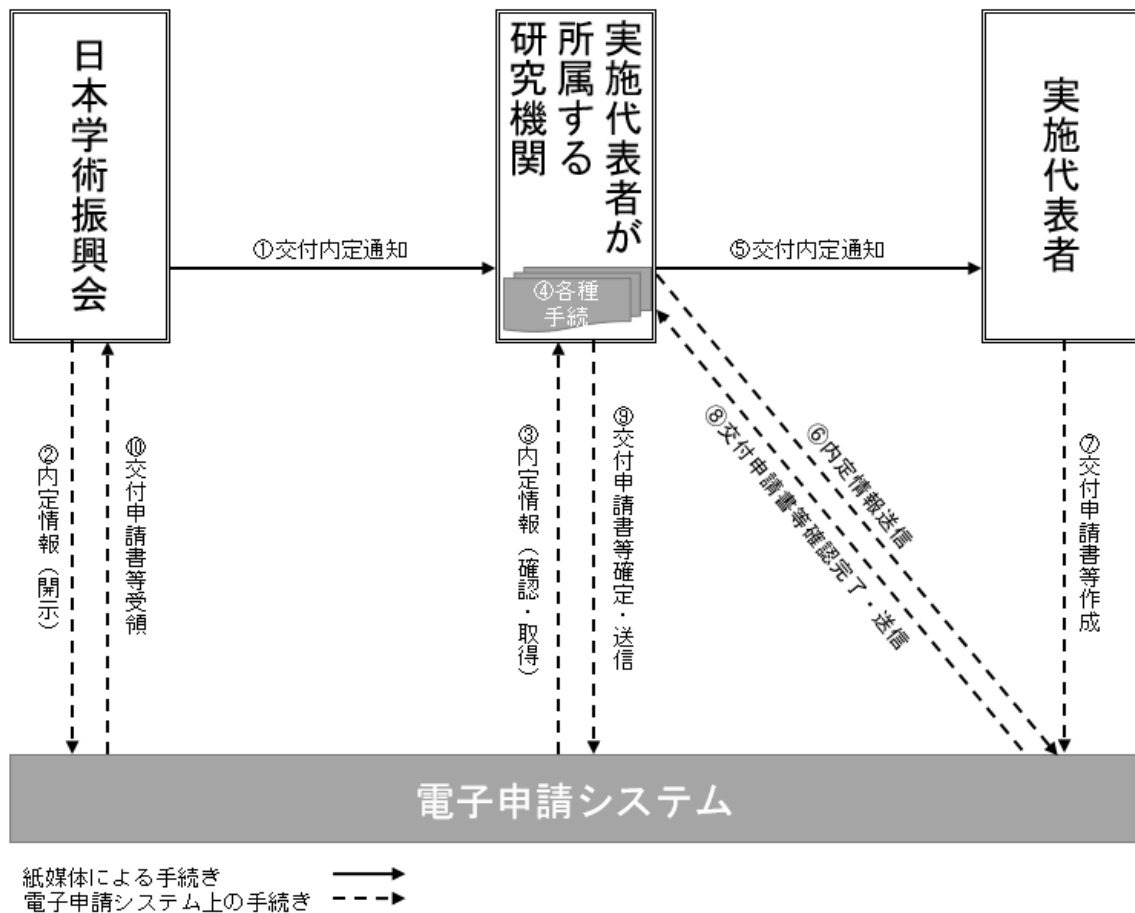 日本学術振興会
実施代表者が
所属する
研究機関
実施代表者
①交付内定通知
⑤交付内定通知
④各種
手続
②内定情報（開示）
⑩交付申請書等受領
③内定情報（確認・取得）
⑨交付申請書等確定・送信
⑥内定情報送信
⑧交付申請書等確認完了・送信
⑦交付申請書等作成
電子申請システム
紙媒体による手続き
電子申請システム上の手続き